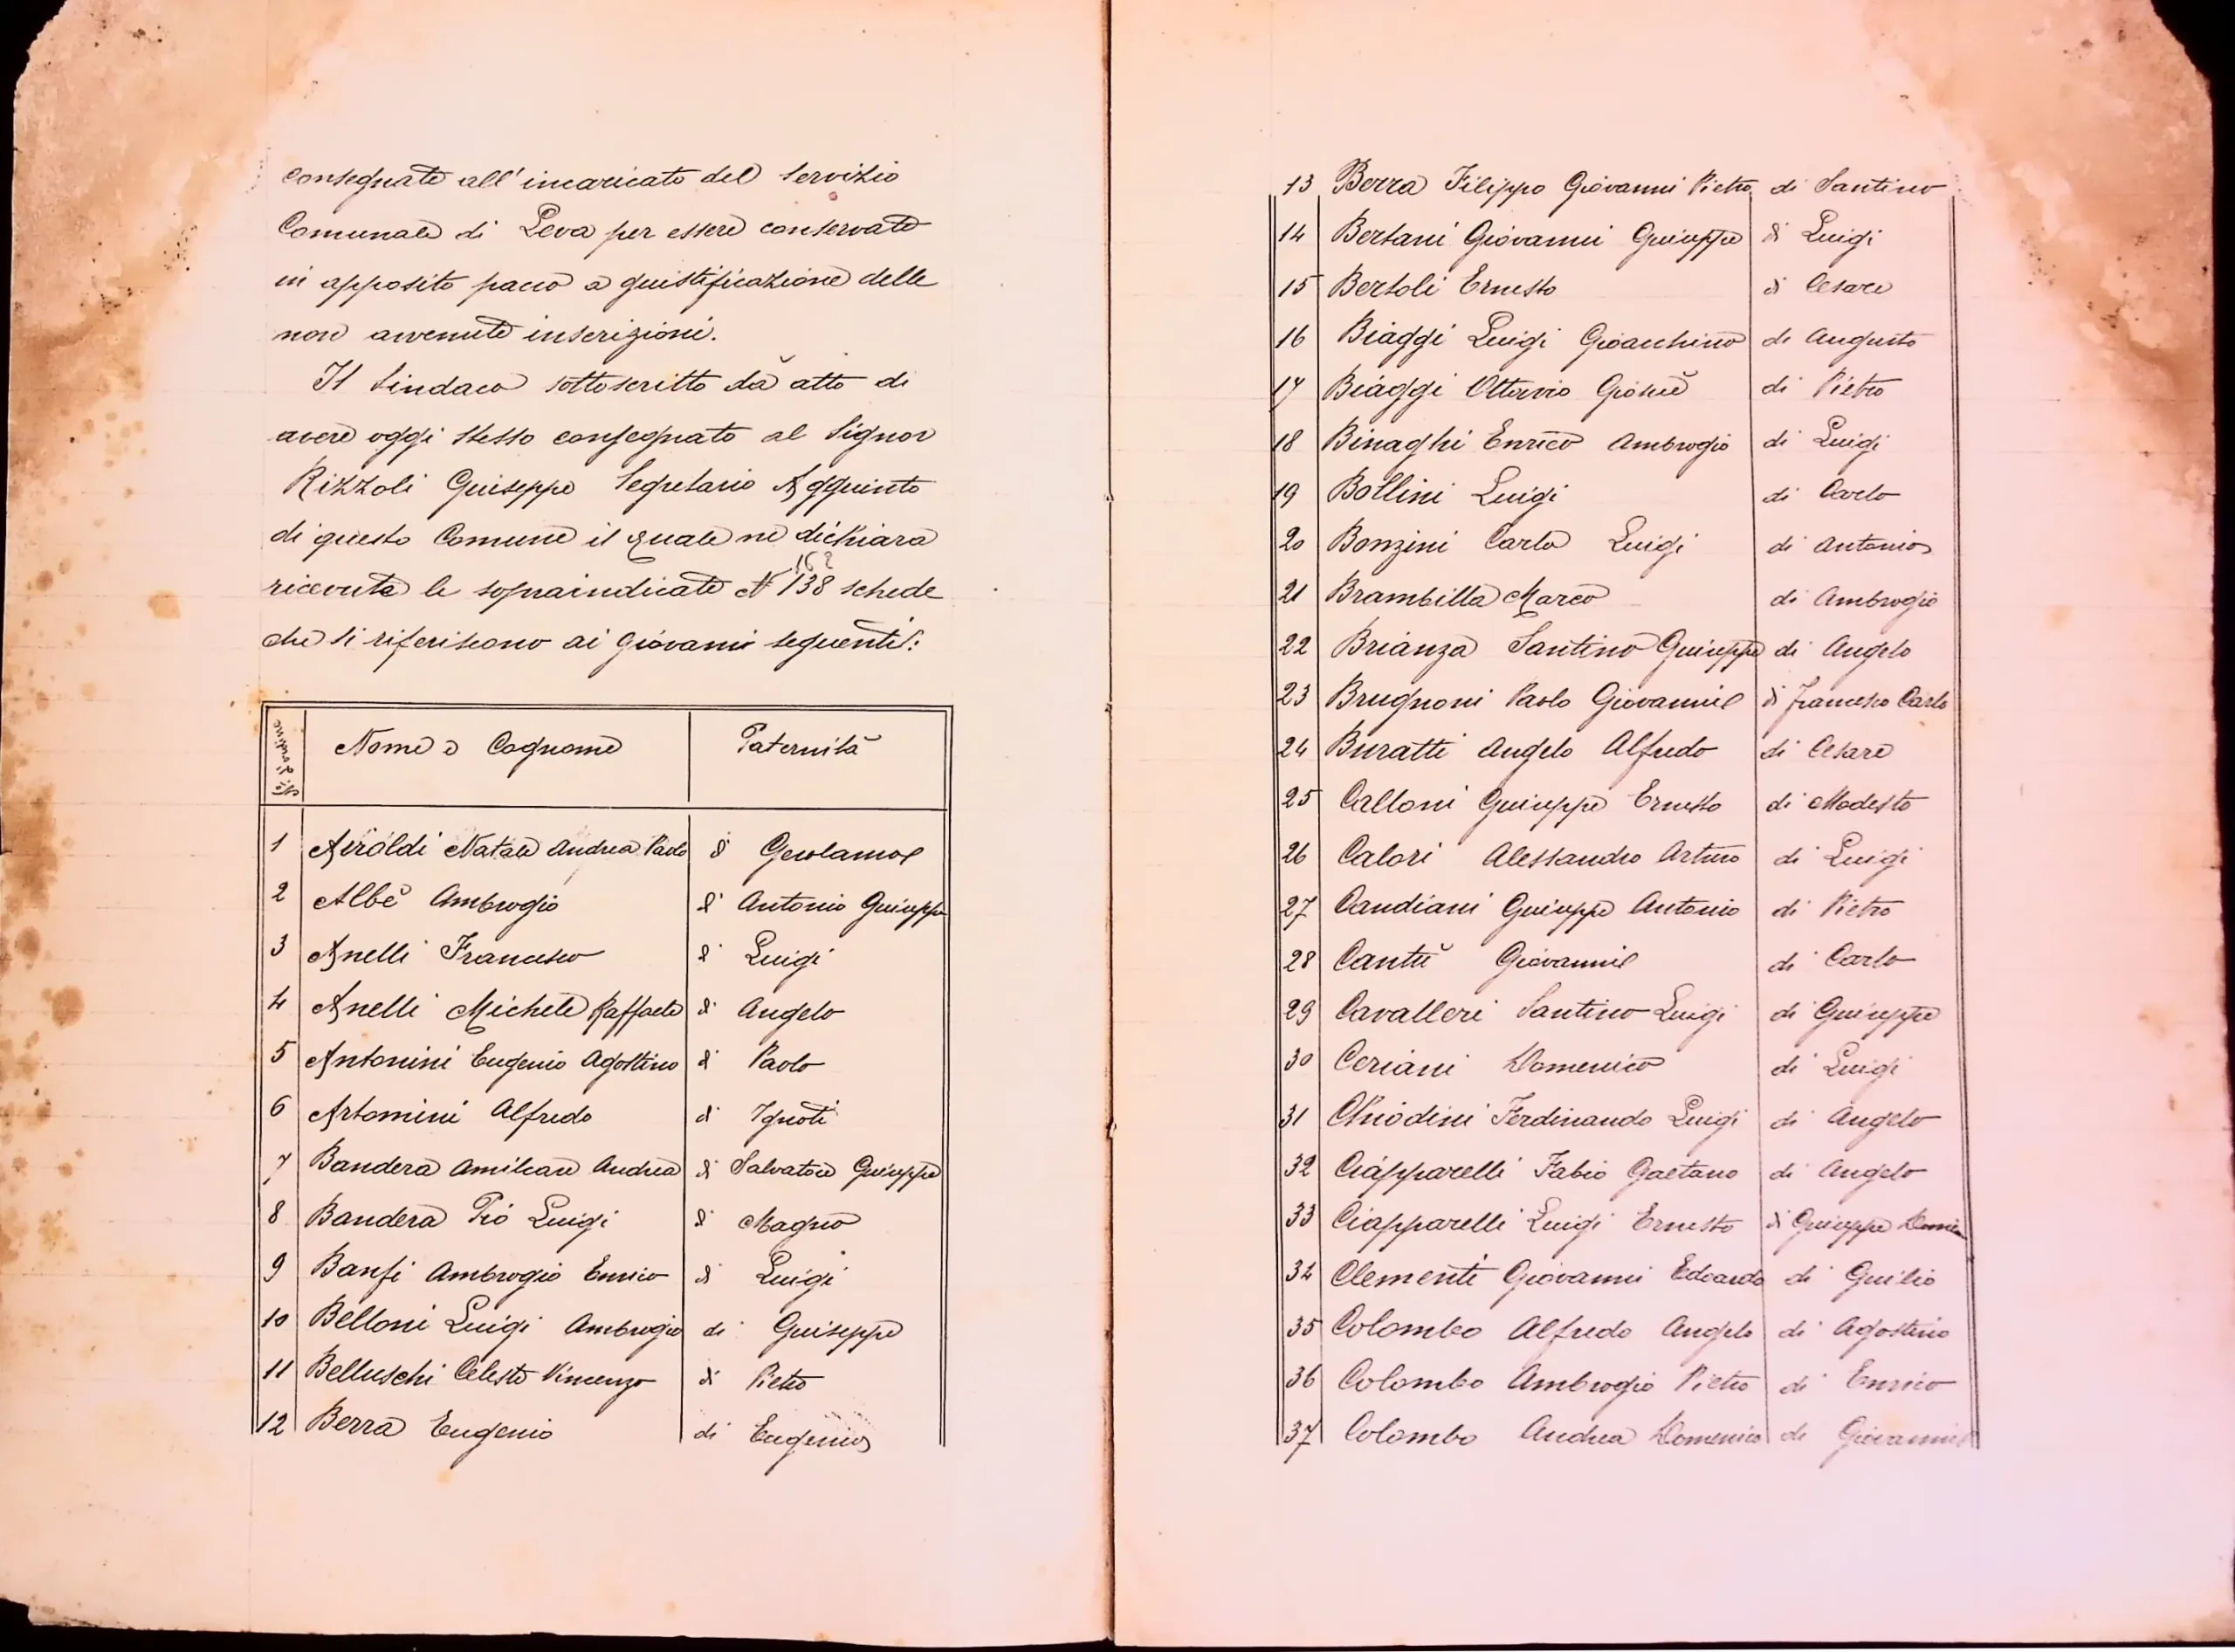 consegnate all'incaricato del servizio
Comunale di Leva per essere conservate
in apposito pacco a giustificazione delle
non avvenute inscrizioni.
Il Sindaco sottoscritto dà atto di
avere oggi stesso consegnato al Signor
Rizzoli Giuseppe Segretario Aggiunto
di questo Comune il quale ne dichiara
162
ricevute le sopraindicate N 138 schede
che si riferiscono ai giovani seguenti:
N. d'ordine Nome e Cognome Paternità
1 Airoldi Natale Andrea Paolo di Gerolamo
2 Albè Ambrogio di Antonio Giuseppe
3 Anelli Francesco di Luigi
4 Anelli Michele Raffaele di Angelo
5 Antonini Eugenio Agostino di Paolo
6 Artomini Alfredo di Ignoti
7 Bandera Amilcare Andrea di Salvatore Giuseppe
8 Bandera Pio Luigi di Magno
9 Banfi Ambrogio Enrico di Luigi
10 Belloni Luigi Ambrogio di Giuseppe
11 Belluschi Celeste Vincenzo di Pietro
12 Berra Eugenio di Eugenio
13 Berra Filippo Giovanni Pietro di Santino
14 Bertani Giovanni Giuseppe di Luigi
15 Bertoli Ernesto di Cesare
16 Biaggi Luigi Gioacchino di Augusto
17 Biaggi Ottavio Giosuè di Pietro
18 Binaghi Enrico Ambrogio di Luigi
19 Bollini Luigi di Carlo
20 Bonzini Carlo Luigi di Antonio
21 Brambilla Marco di Ambrogio
22 Brianza Santino Giuseppe di Angelo
23 Brugnoni Paolo Giovanni di Francesco Carlo
24 Buratti Angelo Alfredo di Cesare
25 Calloni Giuseppe Ernesto di Modesto
26 Calori Alessandro Arturo di Luigi
27 Candiani Giuseppe Antonio di Pietro
28 Cantù Giovanni di Carlo
29 Cavalleri Santino Luigi di Giuseppe
30 Ceriani Domenico di Luigi
31 Chiodini Ferdinando Luigi di Angelo
32 Ciapparelli Fabio Gaetano di Angelo
33 Ciapparelli Luigi Ernesto di Giuseppe
34 Clementi Giovanni Edoardo di Giulio
35 Colombo Alfredo Angelo di Agostino
36 Colombo Ambrogio Pietro di Enrico
37 Colombo Andrea Domenico di Giovanni